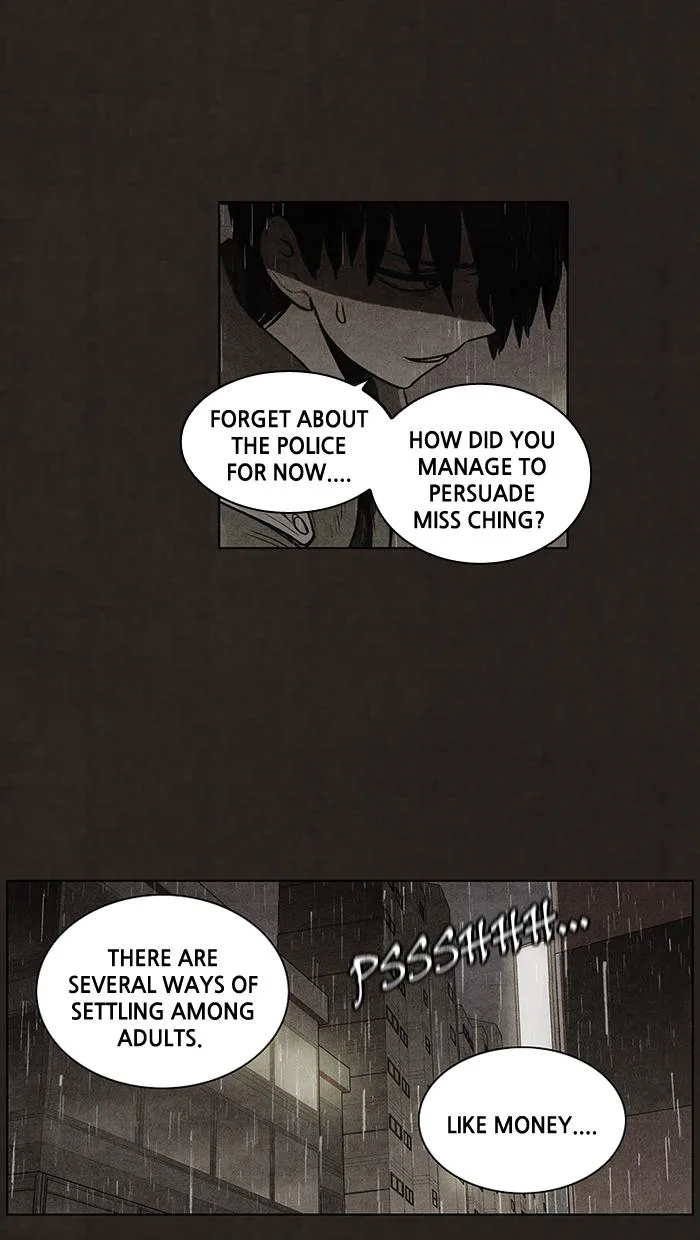 FORGET ABOUT
THE POLICE
FOR NOW....
HOW DID YOU
MANAGE TO
PERSUADE
MISS CHING?
PSSSHHH...
THERE ARE
SEVERAL WAYS OF
SETTLING AMONG
ADULTS.
LIKE MONEY....